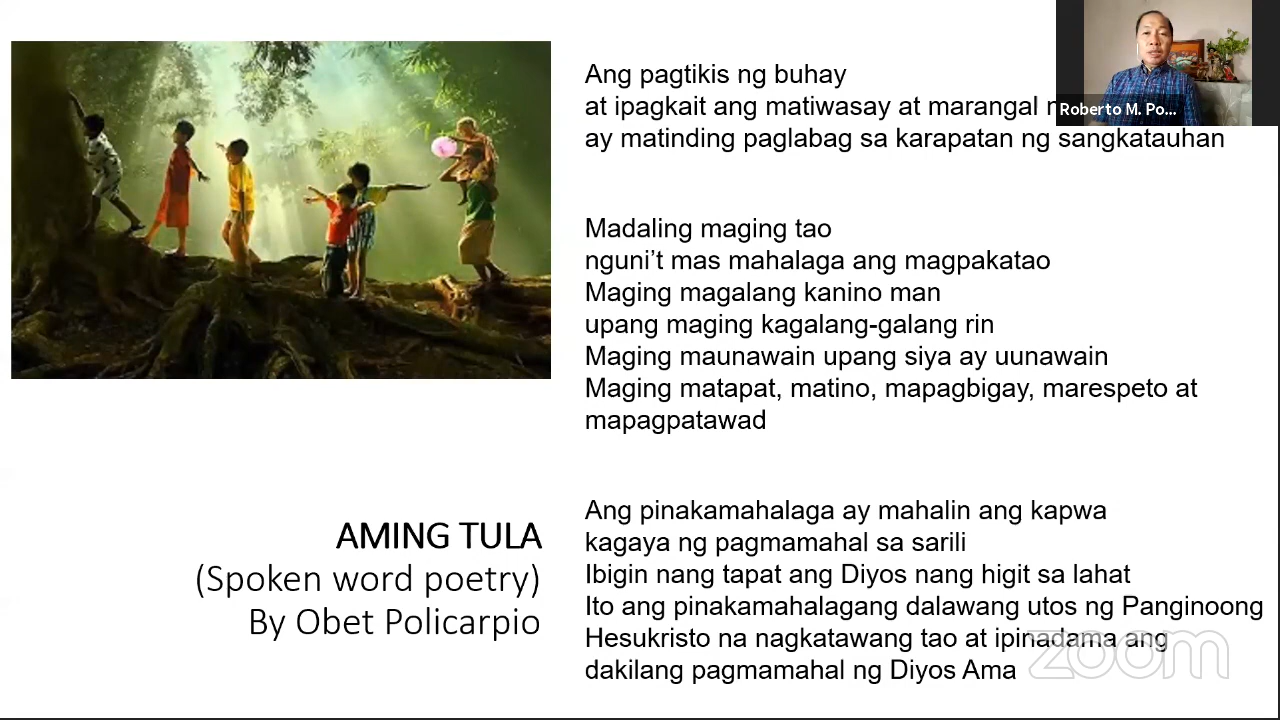 Ang pagtikis ng buhay
at ipagkait ang matiwasay at marangal
ay matinding paglabag sa karapatan ng sangkatauhan
Madaling maging tao
nguni’t mas mahalaga ang magpakatao
Maging magalang kanino man
upang maging kagalang-galang rin
Maging maunawain upang siya ay uunawain
Maging matapat, matino, mapagbigay, marespeto at
mapagpatawad
Ang pinakamahalaga ay mahalin ang kapwa
kagaya ng pagmamahal sa sarili
Ibigin nang tapat ang Diyos nang higit sa lahat
Ito ang pinakamahalagang dalawang utos ng Panginoong
Hesukristo na nagkatawang tao at ipinadama ang
dakilang pagmamahal ng Diyos Ama
AMING TULA
(Spoken word poetry)
By Obet Policarpio
Roberto M. Po...
zoom